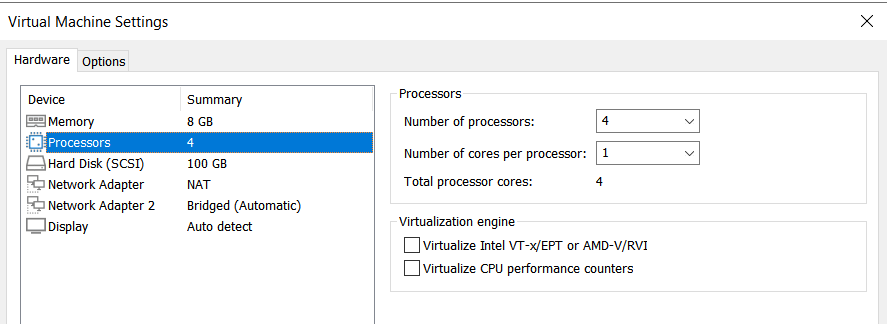 Virtual Machine Settings
Hardware Options
Device Summary
Memory 8 GB
Processors 4
Hard Disk (SCSI) 100 GB
Network Adapter NAT
Network Adapter 2 Bridged (Automatic)
Display Auto detect
Processors
Number of processors: 4
Number of cores per processor: 1
Total processor cores: 4
Virtualization engine
Virtualize Intel VT-x/EPT or AMD-V/RVI
Virtualize CPU performance counters